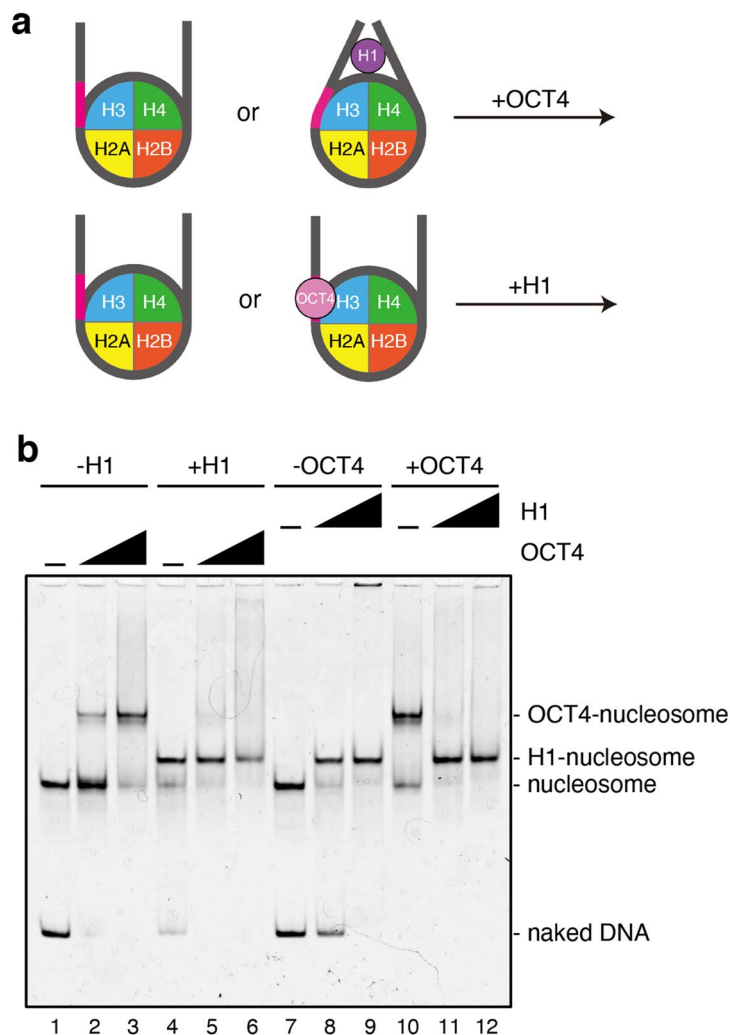 a
H1
H3 H4 or H3 H4 +OCT4
H2A H2B H2A H2B
H3 H4 or OCT4 H3 H4 +H1
H2A H2B H2A H2B
b
-H1 +H1 -OCT4 +OCT4
– – H1
– – OCT4
- OCT4-nucleosome
- H1-nucleosome
- nucleosome
- naked DNA
1 2 3 4 5 6 7 8 9 10 11 12